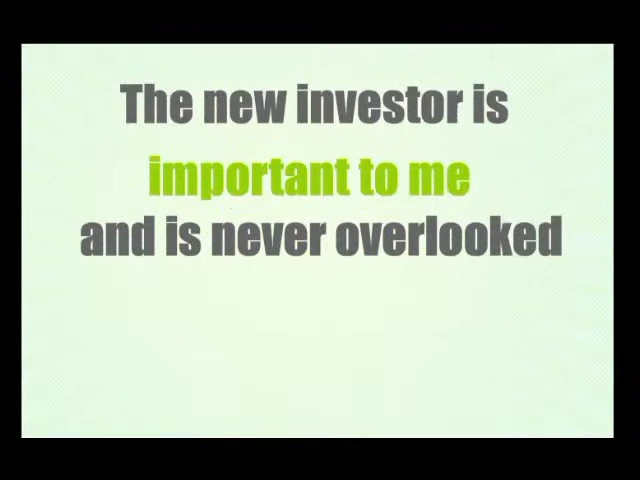 The new investor is
important to me
and is never overlooked